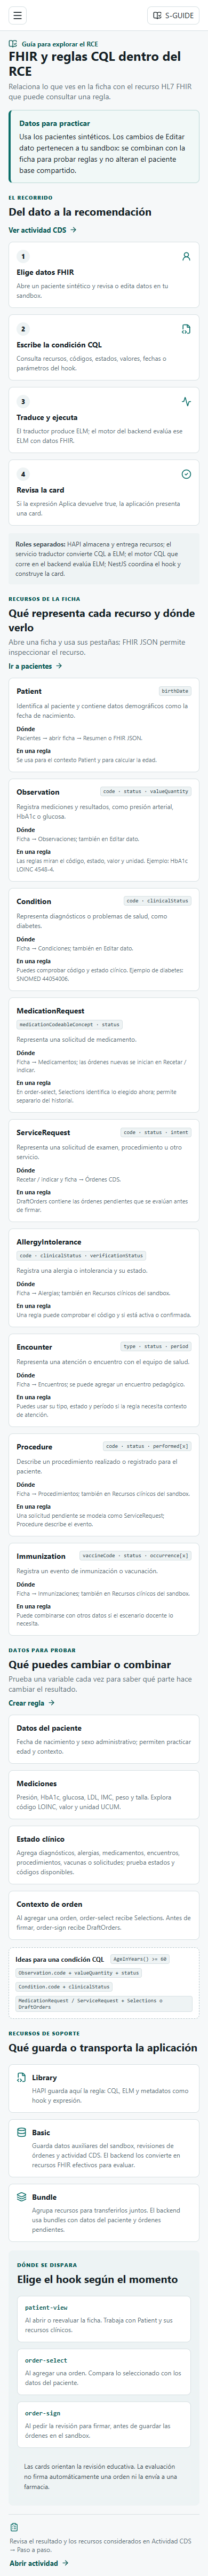 S-GUIDE
Guía para explorar el RCE
FHIR y reglas CQL dentro del
RCE
Relaciona lo que ves en la ficha con el recurso HL7 FHIR
que puede consultar una regla.
Datos para practicar
Usa los pacientes sintéticos. Los cambios de Editar
dato pertenecen a tu sandbox: se combinan con la
ficha para probar reglas y no alteran el paciente
base compartido.
EL RECORRIDO
Del dato a la recomendación
Ver actividad CDS →
1
Elige datos FHIR
Abre un paciente sintético y revisa o edita datos en tu
sandbox.
2
Escribe la condición CQL
Consulta recursos, códigos, estados, valores, fechas o
parámetros del hook.
3
Traduce y ejecuta
El traductor produce ELM; el motor del backend evalúa ese
ELM con datos FHIR.
4
Revisa la card
Si la expresión Aplica devuelve true, la aplicación presenta
una card.
Roles separados: HAPI almacena y entrega recursos; el
servicio traductor convierte CQL a ELM; el motor CQL
que corre en el backend evalúa ELM; NestJS coordina el hook y
construye la card.
RECURSOS DE LA FICHA
Qué representa cada recurso y dónde
verlo
Abre una ficha y usa sus pestañas; FHIR JSON permite
inspeccionar el recurso.
Ir a pacientes →
Patient
birthDate
Identifica al paciente y contiene datos demográficos como la
fecha de nacimiento.
Dónde
Pacientes → abrir ficha → Resumen o FHIR JSON.
En una regla
Se usa para el contexto Patient y para calcular la edad.
Observation
code · status · valueQuantity
Registra mediciones y resultados, como presión arterial,
HbA1c o glucosa.
Dónde
Ficha → Observaciones; también en Editar dato.
En una regla
Las reglas miran el código, estado, valor y unidad. Ejemplo: HbA1c
LOINC 4548-4.
Condition
code · clinicalStatus
Representa diagnósticos o problemas de salud, como
diabetes.
Dónde
Ficha → Condiciones; también en Editar dato.
En una regla
Puedes comprobar código y estado clínico. Ejemplo de diabetes:
SNOMED 44054006.
MedicationRequest
medicationCodeableConcept · status
Representa una solicitud de medicamento.
Dónde
Ficha → Medicamentos; las órdenes nuevas se inician en Recetar /
indicar.
En una regla
En order-select, Selections identifica lo elegido ahora; permite
separarlo del historial.
ServiceRequest
code · status · intent
Representa una solicitud de examen, procedimiento u otro
servicio.
Dónde
Recetar / indicar y ficha → Órdenes CDS.
En una regla
DraftOrders contiene las órdenes pendientes que se evalúan antes
de firmar.
AllergyIntolerance
code · clinicalStatus · verificationStatus
Registra una alergia o intolerancia y su estado.
Dónde
Ficha → Alergias; también en Recursos clínicos del sandbox.
En una regla
Una regla puede comprobar el código y si está activa o confirmada.
Encounter
type · status · period
Representa una atención o encuentro con el equipo de salud.
Dónde
Ficha → Encuentros; se puede agregar un encuentro pedagógico.
En una regla
Puedes usar tipo, estado y período si la regla necesita contexto
de atención.
Procedure
code · status · performed[x]
Describe un procedimiento realizado o registrado para el
paciente.
Dónde
Ficha → Procedimientos; también en Recursos clínicos del sandbox.
En una regla
Una solicitud pendiente se modela como ServiceRequest;
Procedure describe el evento.
Immunization
vaccineCode · status · occurrence[x]
Registra un evento de inmunización o vacunación.
Dónde
Ficha → Inmunizaciones; también en Recursos clínicos del sandbox.
En una regla
Puede combinarse con otros datos si el escenario docente lo
necesita.
DATOS PARA PROBAR
Qué puedes cambiar o combinar
Prueba una variable cada vez para saber qué parte hace
cambiar el resultado.
Crear regla →
Datos del paciente
Fecha de nacimiento y sexo administrativo; permiten practicar
edad y contexto.
Mediciones
Presión, HbA1c, glucosa, LDL, IMC, peso y talla. Explora
código LOINC, valor y unidad UCUM.
Estado clínico
Agrega diagnósticos, alergias, medicamentos, encuentros,
procedimientos, vacunas o solicitudes; prueba estados y
códigos disponibles.
Contexto de orden
Al agregar una orden, order-select recibe Selections. Antes de
firmar, order-sign recibe DraftOrders.
Ideas para una condición CQL
AgeInYears() >= 60
Observation.code + valueQuantity + status
Condition.code + clinicalStatus
MedicationRequest / ServiceRequest + Selections o
DraftOrders
RECURSOS DE SOPORTE
Qué guarda o transporta la aplicación
Library
HAPI guarda aquí la regla: CQL, ELM y metadatos como
hook y expresión.
Basic
Guarda datos auxiliares del sandbox, revisiones de
órdenes y actividad CDS. El backend los convierte en
recursos FHIR efectivos para evaluar.
Bundle
Agrupa recursos para transferirlos juntos. El backend
usa bundles con datos del paciente y órdenes
pendientes.
DÓNDE SE DISPARA
Elige el hook según el momento
patient-view
Al abrir o reevaluar la ficha. Trabaja con Patient y sus
recursos clínicos.
order-select
Al agregar una orden. Compara lo seleccionado con los
datos del paciente.
order-sign
Al pedir la revisión para firmar, antes de guardar las
órdenes en el sandbox.
Las cards orientan la revisión educativa. La evaluación
no firma automáticamente una orden ni la envía a una
farmacia.
Revisa el resultado y los recursos considerados en Actividad CDS
→ Paso a paso.
Abrir actividad →